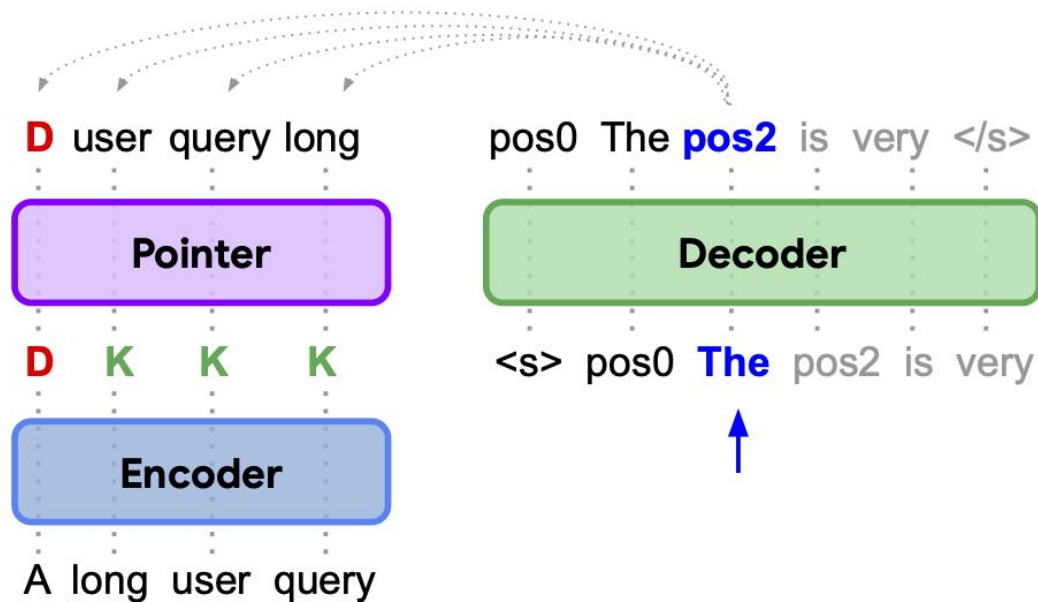 D user query long
pos0 The pos2 is very </s>
Pointer
Decoder
D K K K
<s> pos0 The pos2 is very
Encoder
A long user query